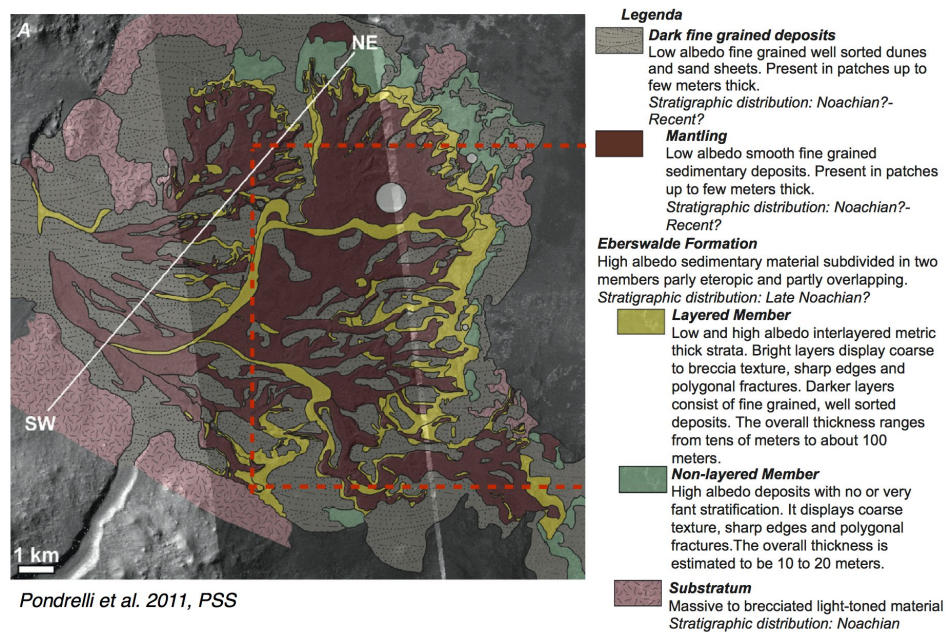 A
NE
SW
1 km
Pondrelli et al. 2011, PSS
Legenda
Dark fine grained deposits
Low albedo fine grained well sorted dunes
and sand sheets. Present in patches up to
few meters thick.
Stratigraphic distribution: Noachian?-
Recent?
Mantling
Low albedo smooth fine grained
sedimentary deposits. Present in patches
up to few meters thick.
Stratigraphic distribution: Noachian?-
Recent?
Eberswalde Formation
High albedo sedimentary material subdivided in two
members parly eteropic and partly overlapping.
Stratigraphic distribution: Late Noachian?
Layered Member
Low and high albedo interlayered metric
thick strata. Bright layers display coarse
to breccia texture, sharp edges and
polygonal fractures. Darker layers
consist of fine grained, well sorted
deposits. The overall thickness ranges
from tens of meters to about 100
meters.
Non-layered Member
High albedo deposits with no or very
fant stratification. It displays coarse
texture, sharp edges and polygonal
fractures.The overall thickness is
estimated to be 10 to 20 meters.
Substratum
Massive to brecciated light-toned material
Stratigraphic distribution: Noachian